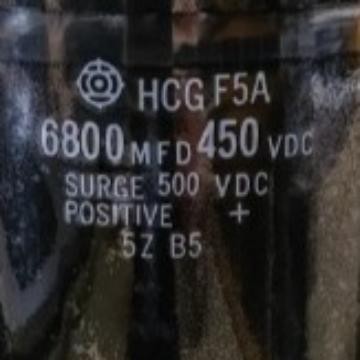 HCG F5A
6800 MFD 450 VDC
SURGE 500 VDC
POSITIVE +
5Z B5